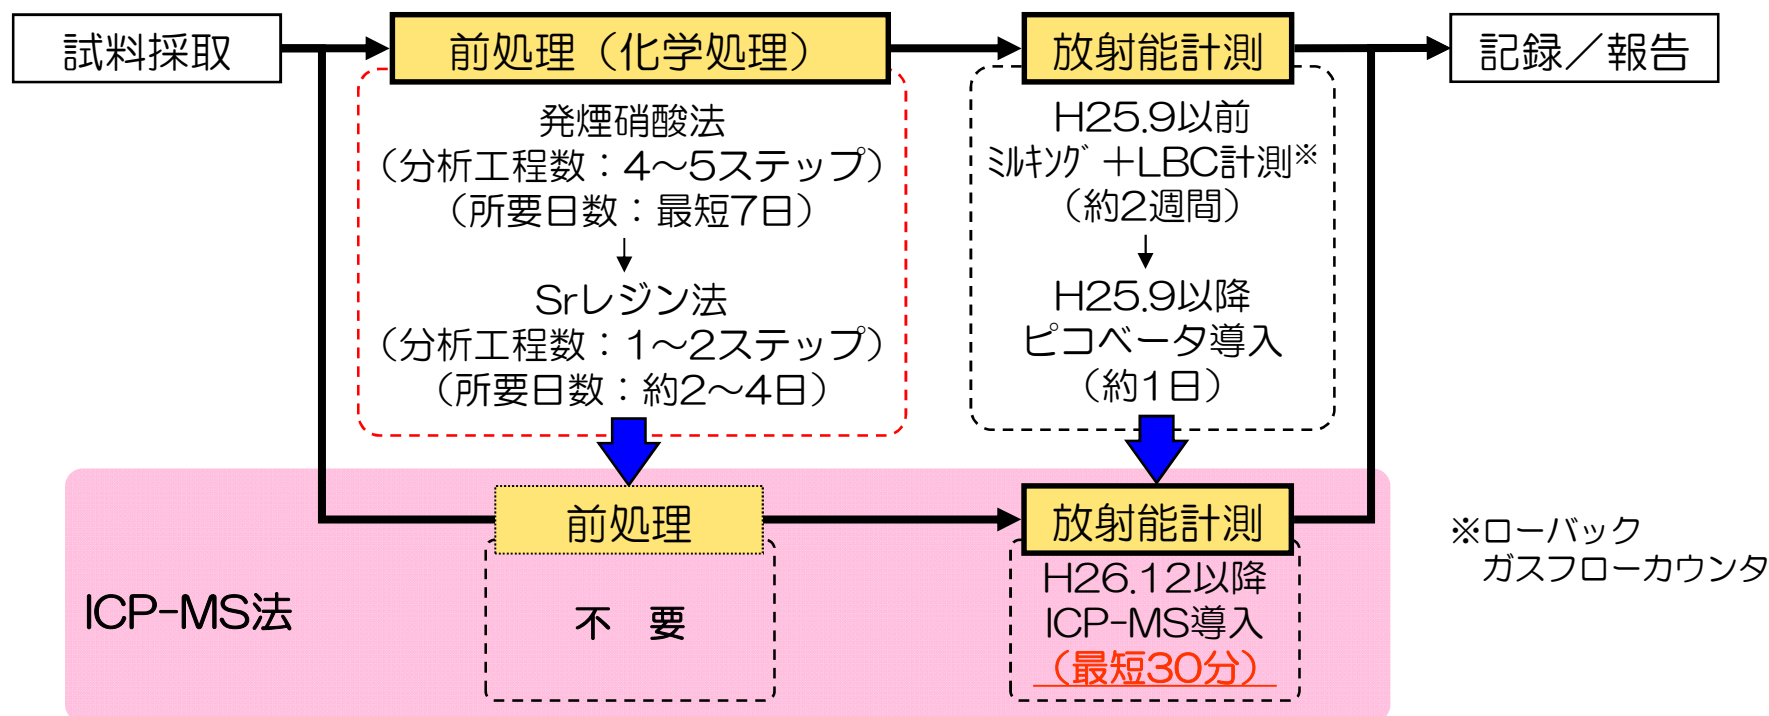 試料採取
前処理（化学処理）
放射能計測
記録／報告
発煙硝酸法
（分析工程数：4～5ステップ）
（所要日数：最短7日）
Srレジン法
（分析工程数：1～2ステップ）
（所要日数：約2～4日）
H25.9以前
ﾐﾙｷﾝｸﾞ＋LBC計測※
（約2週間）
H25.9以降
ピコベータ導入
（約1日）
ICP-MS法
前処理
不　要
放射能計測
H26.12以降
ICP-MS導入
（最短30分）
※ローバック
ガスフローカウンタ